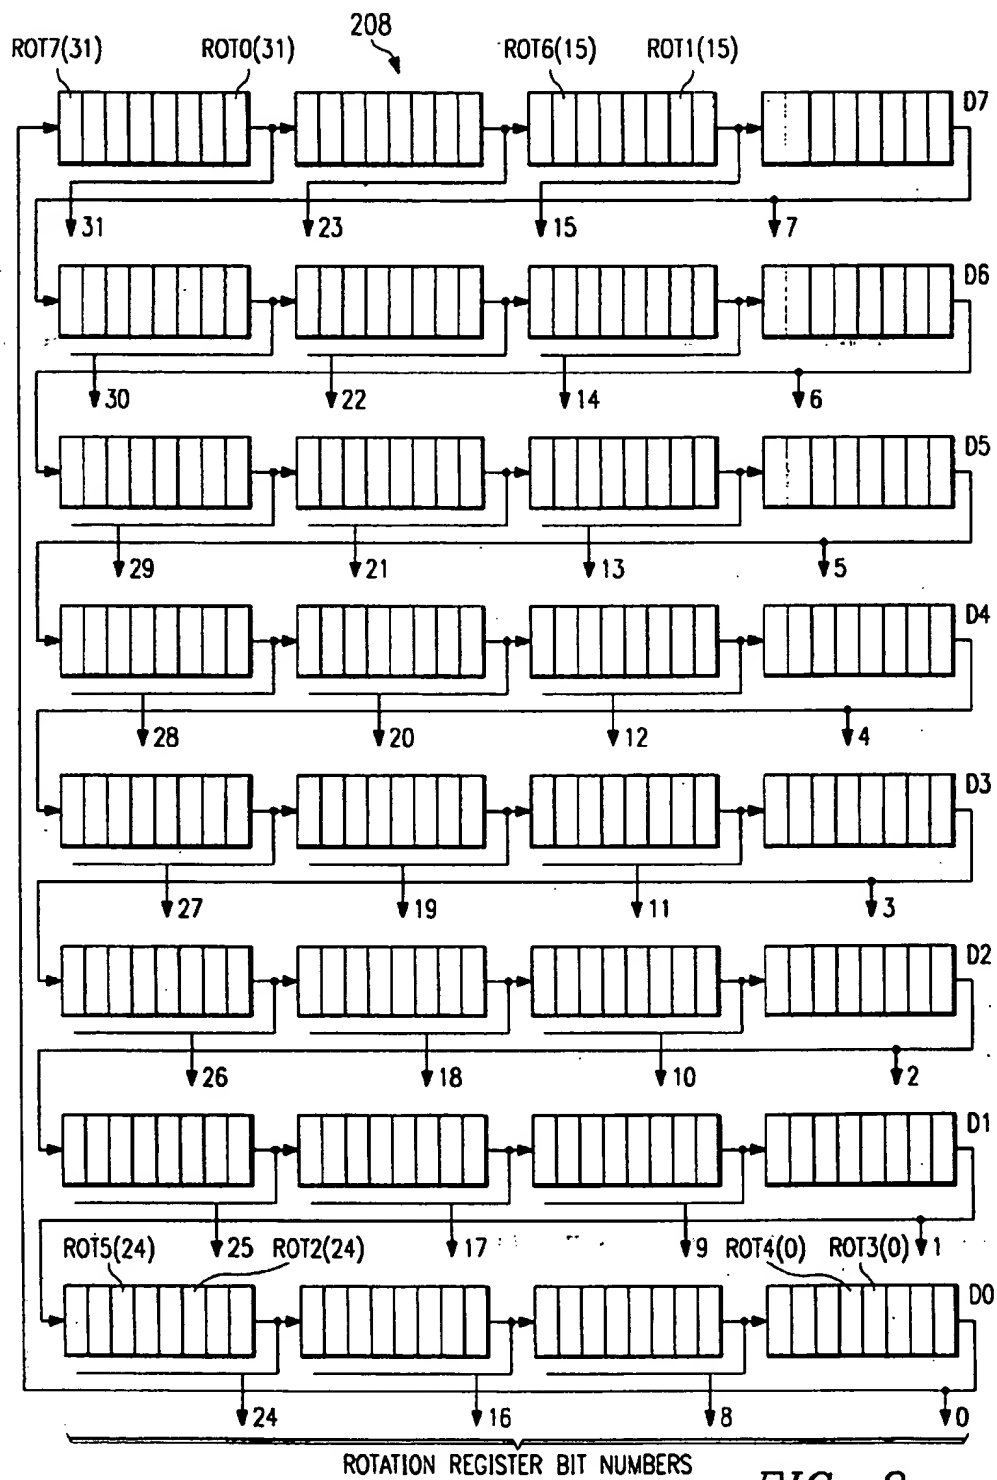 208
ROT7(31) ROT0(31) ROT6(15) ROT1(15)
D7
31 23 15 7
D6
30 22 14 6
D5
29 21 13 5
D4
28 20 12 4
D3
27 19 11 3
D2
26 18 10 2
D1
25 17 9 1
ROT5(24) ROT2(24) ROT4(0) ROT3(0)
D0
24 16 8 0
ROTATION REGISTER BIT NUMBERS